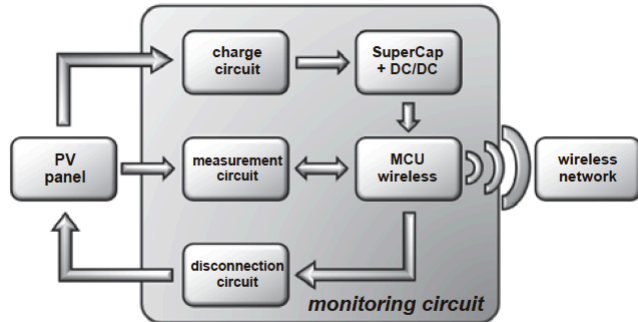 charge
circuit
SuperCap
+ DC/DC
PV
panel
measurement
circuit
MCU
wireless
wireless
network
disconnection
circuit
monitoring circuit